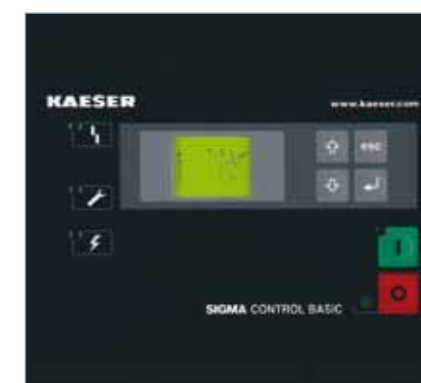 KAESER
www.kaeser.com
esc
I
O
SIGMA CONTROL BASIC